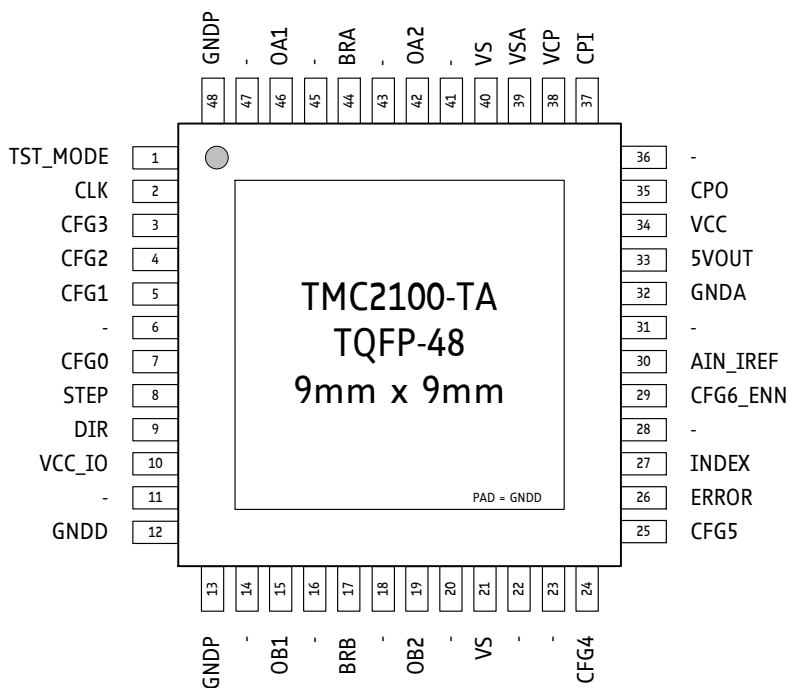 GNDP - OA1 - BRA - OA2 - VS VSA VCP CPI
48 47 46 45 44 43 42 41 40 39 38 37
TST_MODE 1 36 -
CLK 2 35 CPO
CFG3 3 34 VCC
CFG2 4 33 5VOUT
CFG1 5 32 GNDA
- 6 31 -
CFG0 7 30 AIN_IREF
STEP 8 29 CFG6_ENN
DIR 9 28 -
VCC_IO 10 27 INDEX
- 11 26 ERROR
GNDD 12 25 CFG5
TMC2100-TA
TQFP-48
9mm x 9mm
PAD = GNDD
13 14 15 16 17 18 19 20 21 22 23 24
GNDP - OB1 - BRB - OB2 - VS - - CFG4